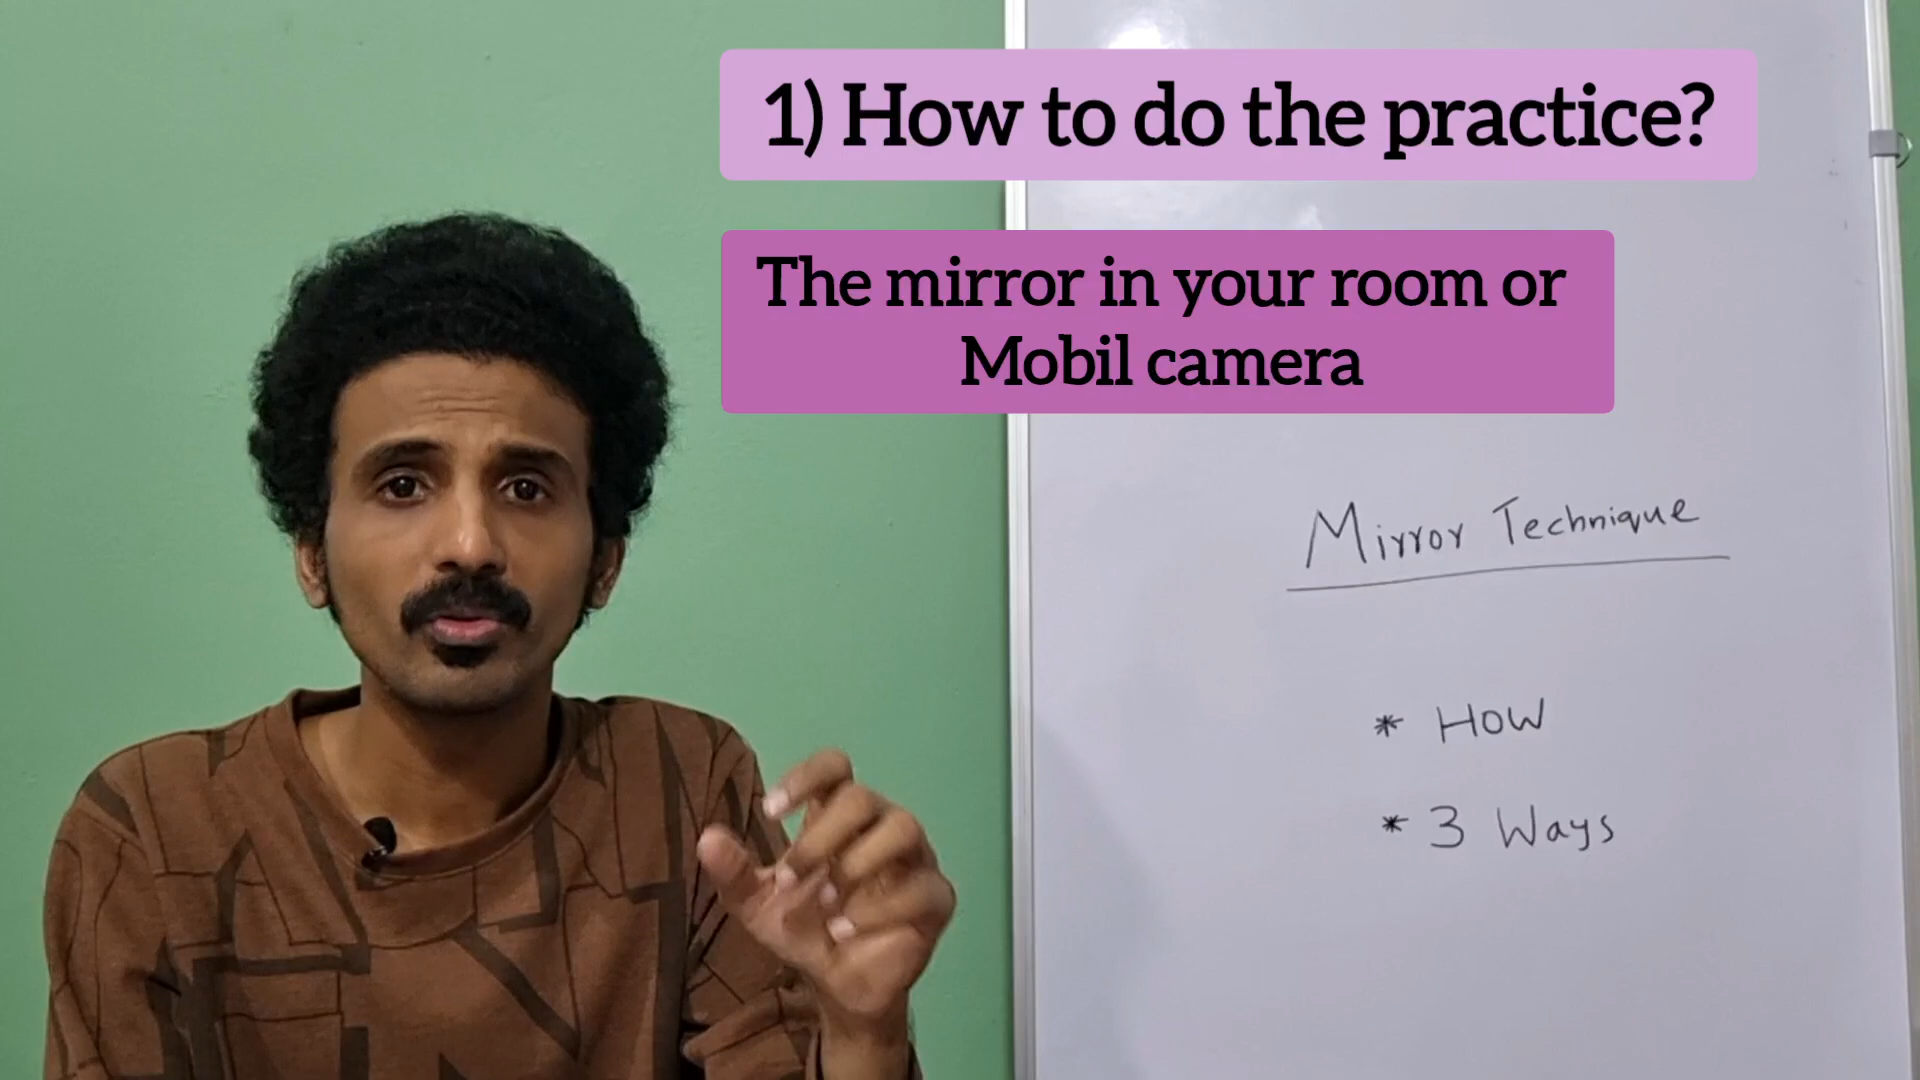 1) How to do the practice?
The mirror in your room or
Mobil camera
Mirror Technique
* HOW
* 3 Ways